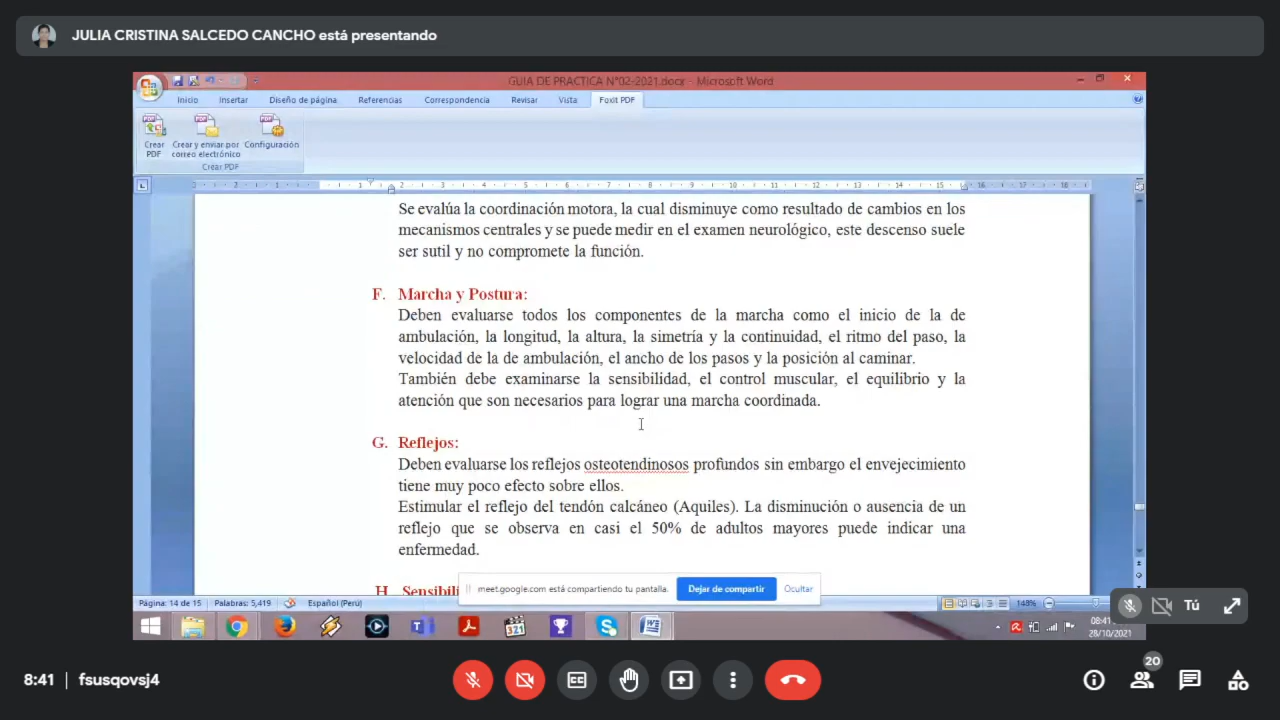 JULIA CRISTINA SALCEDO CANCHO está presentando
GUIA DE PRACTICA N°02-2021.docx - Microsoft Word
Inicio Insertar Diseño de página Referencias Correspondencia Revisar Vista Foxit PDF
Crear PDF
Crear y enviar por correo electrónico
Configuración
Crear PDF
Se evalúa la coordinación motora, la cual disminuye como resultado de cambios en los
mecanismos centrales y se puede medir en el examen neurológico, este descenso suele
ser sutil y no compromete la función.
F. Marcha y Postura:
Deben evaluarse todos los componentes de la marcha como el inicio de la de
ambulación, la longitud, la altura, la simetría y la continuidad, el ritmo del paso, la
velocidad de la de ambulación, el ancho de los pasos y la posición al caminar.
También debe examinarse la sensibilidad, el control muscular, el equilibrio y la
atención que son necesarios para lograr una marcha coordinada.
G. Reflejos:
Deben evaluarse los reflejos osteotendinosos profundos sin embargo el envejecimiento
tiene muy poco efecto sobre ellos.
Estimular el reflejo del tendón calcáneo (Aquiles). La disminución o ausencia de un
reflejo que se observa en casi el 50% de adultos mayores puede indicar una
enfermedad.
H. Sensibili
meet.google.com está compartiendo tu pantalla. Dejar de compartir Ocultar
Página: 14 de 15 Palabras: 5,419 Español (Perú) 148%
Tú
08:41
28/10/2021
8:41 | fsusqovsj4
20